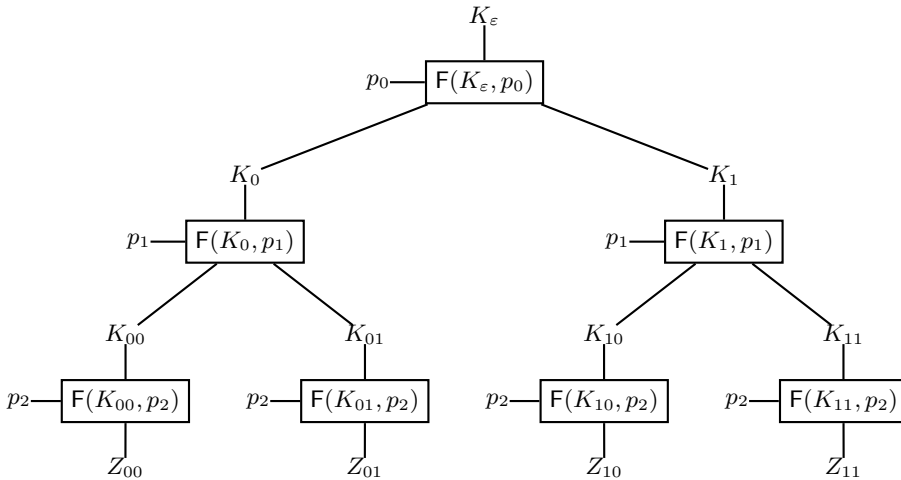 K_ε
p_0 F(K_ε, p_0)
K_0 K_1
p_1 F(K_0, p_1) p_1 F(K_1, p_1)
K_00 K_01 K_10 K_11
p_2 F(K_00, p_2) p_2 F(K_01, p_2) p_2 F(K_10, p_2) p_2 F(K_11, p_2)
Z_00 Z_01 Z_10 Z_11